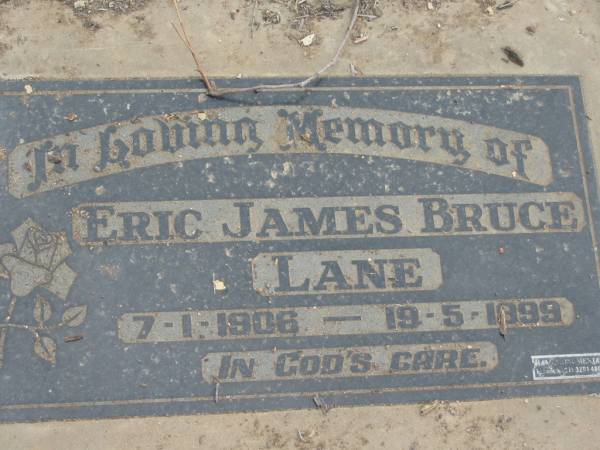 In Loving Memory of
ERIC JAMES BRUCE
LANE
7-1-1906 — 19-5-1999
IN GOD'S CARE.